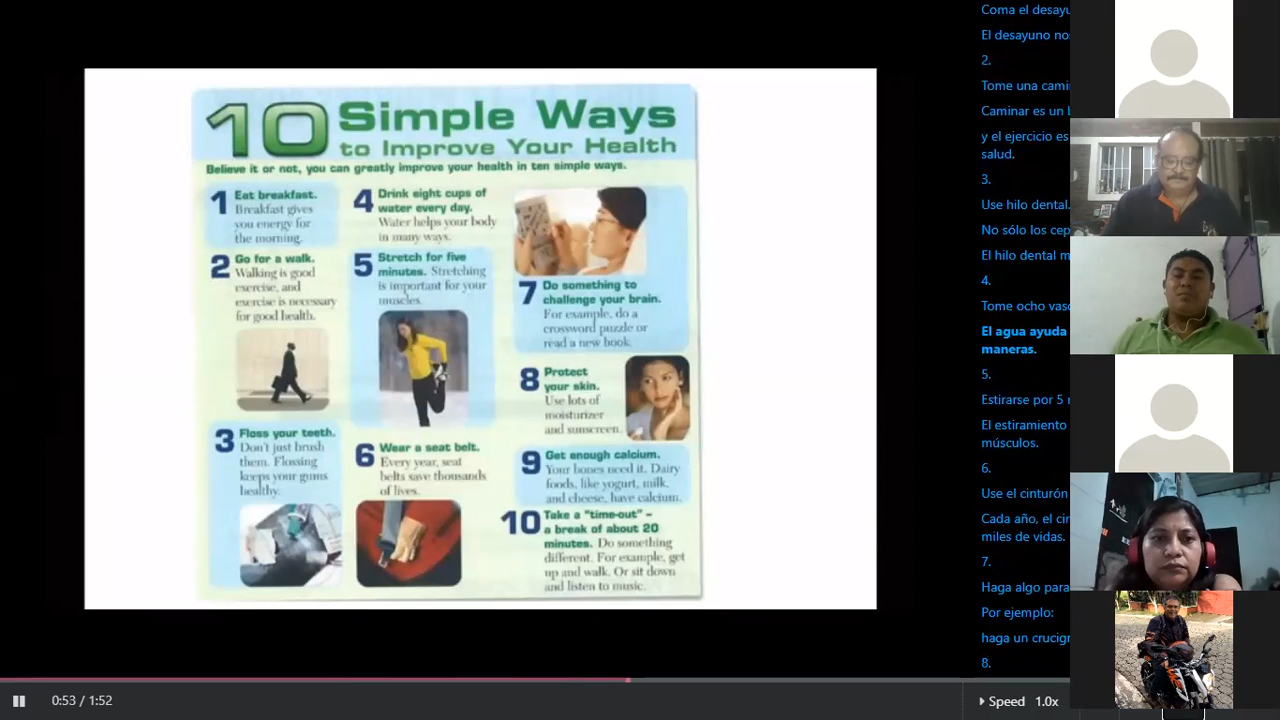 10 Simple Ways
to Improve Your Health
Believe it or not, you can greatly improve your health in ten simple ways.
1 Eat breakfast.
Breakfast gives
you energy for
the morning.
2 Go for a walk.
Walking is good
exercise, and
exercise is necessary
for good health.
3 Floss your teeth.
Don't just brush
them. Flossing
keeps your gums
healthy.
4 Drink eight cups of
water every day.
Water helps your body
in many ways.
5 Stretch for five
minutes. Stretching
is important for your
muscles.
6 Wear a seat belt.
Every year, seat
belts save thousands
of lives.
7 Do something to
challenge your brain.
For example, do a
crossword puzzle or
read a new book.
8 Protect
your skin.
Use lots of
moisturizer
and sunscreen.
9 Get enough calcium.
Your bones need it. Dairy
foods, like yogurt, milk,
and cheese, have calcium.
10 Take a "time-out" –
a break of about 20
minutes. Do something
different. For example, get
up and walk. Or sit down
and listen to music.
Coma el desayu
El desayuno no
2.
Tome una cami
Caminar es un
y el ejercicio es
salud.
3.
Use hilo dental.
No sólo los cep
El hilo dental m
4.
Tome ocho vas
El agua ayuda
maneras.
5.
Estirarse por 5
El estiramiento
músculos.
6.
Use el cinturón
Cada año, el cin
miles de vidas.
7.
Haga algo para
Por ejemplo:
haga un crucig
8.
0:53 / 1:52
Speed 1.0x